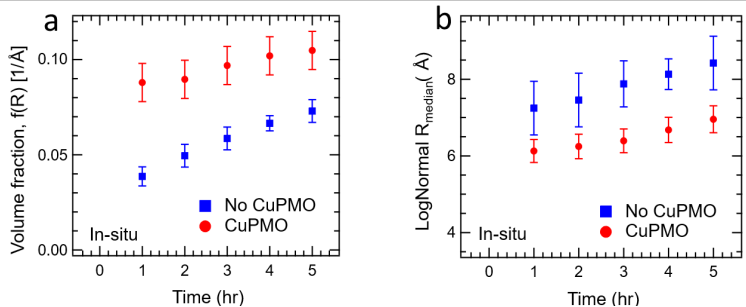 a
Volume fraction, f(R) [1/Å]
0.10
0.05
0.00
No CuPMO
CuPMO
In-situ
0 1 2 3 4 5
Time (hr)
b
LogNormal Rmedian( Å)
8
6
4
No CuPMO
CuPMO
In-situ
0 1 2 3 4 5
Time (hr)